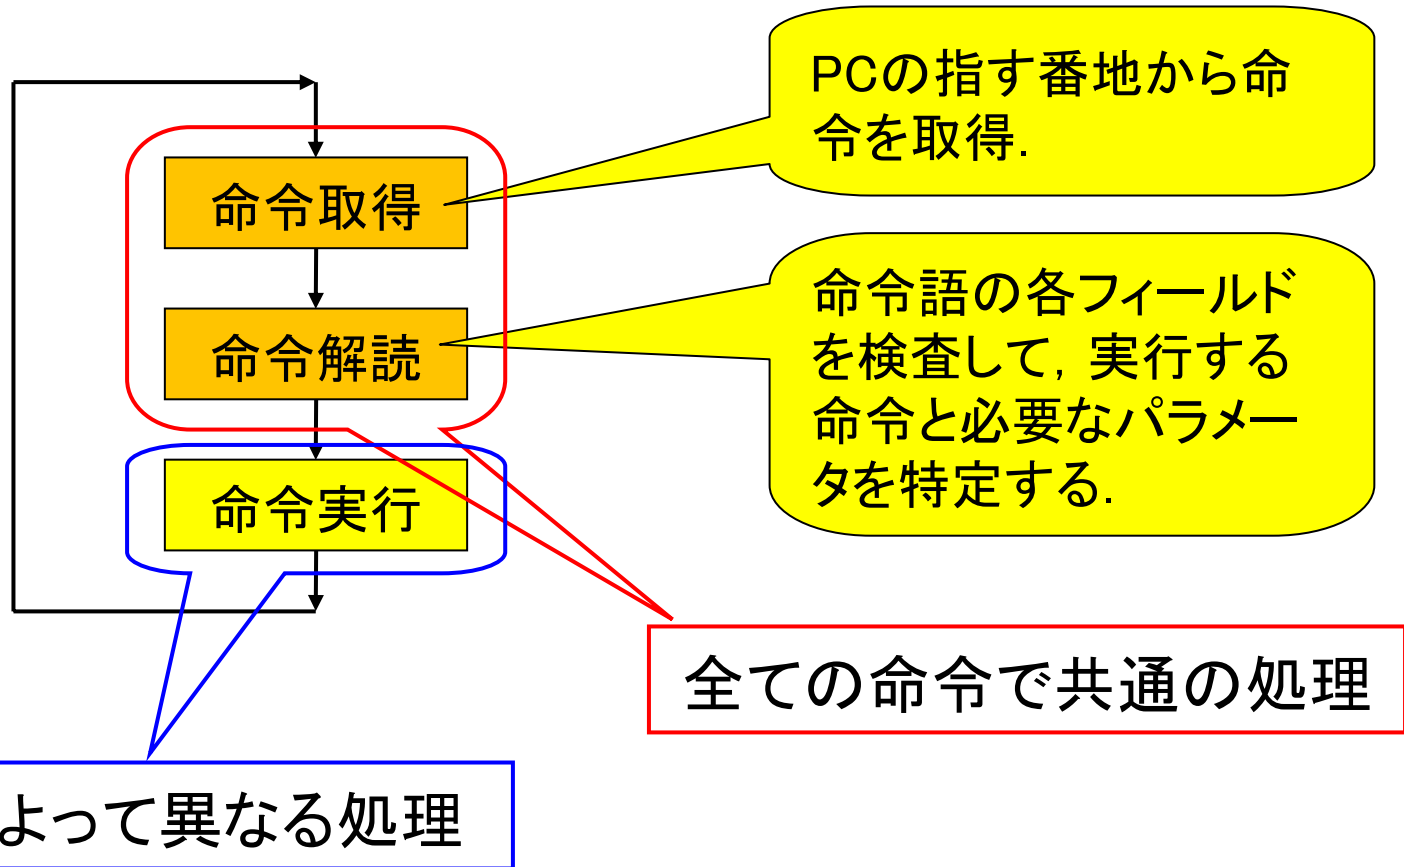 PCの指す番地から命
令を取得.
命令取得
命令語の各フィールド
を検査して, 実行する
命令と必要なパラメー
タを特定する.
命令解読
命令実行
全ての命令で共通の処理
よって異なる処理